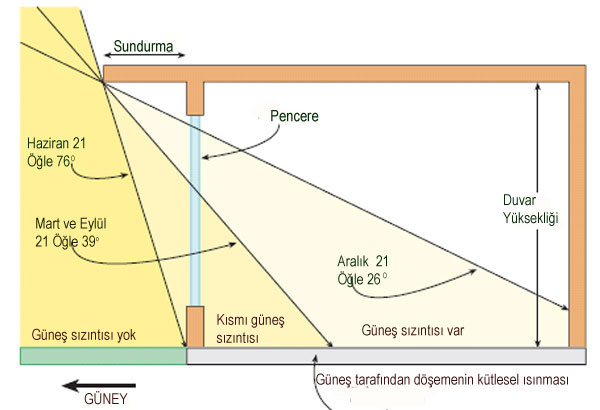 Sundurma
Pencere
Haziran 21
Öğle 76°
Duvar
Yüksekliği
Mart ve Eylül
21 Öğle 39°
Aralık 21
Öğle 26°
Güneş sızıntısı yok
Kısmı güneş
sızıntısı
Güneş sızıntısı var
Güneş tarafından döşemenin kütlesel ısınması
GÜNEY